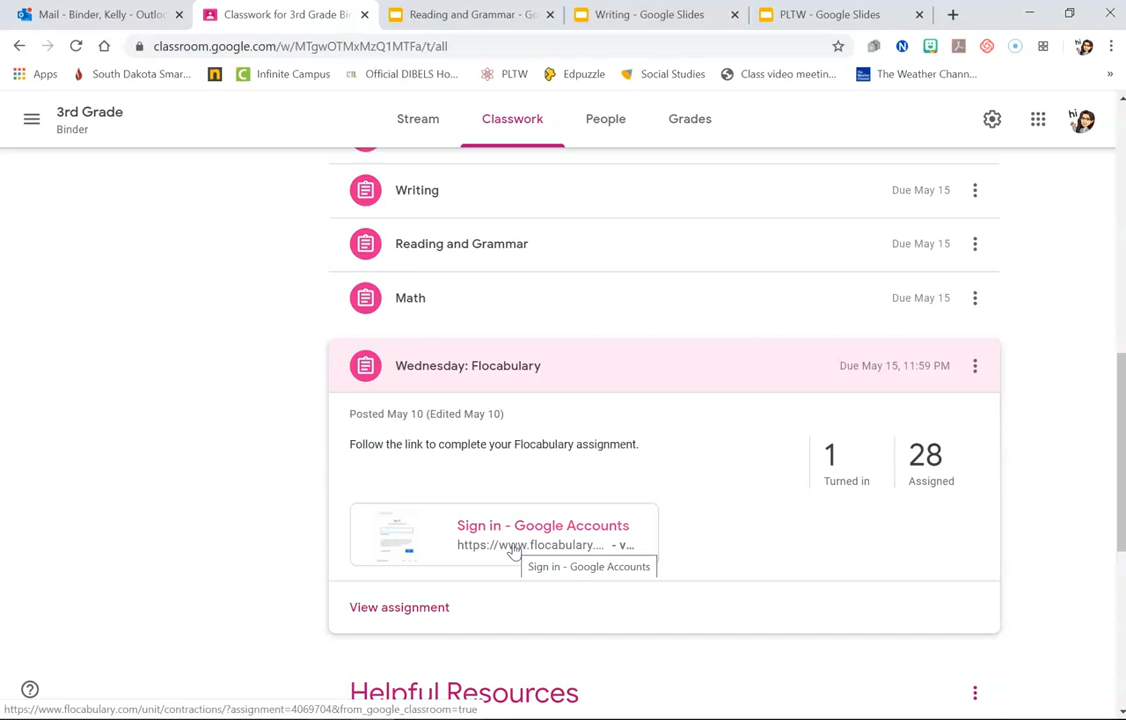 Mail - Binder, Kelly - Outloo
Classwork for 3rd Grade Bi
Reading and Grammar - Go
Writing - Google Slides
PLTW - Google Slides
classroom.google.com/w/MTgwOTMxMzQ1MTFa/t/all
Apps
South Dakota Smar...
Infinite Campus
Official DIBELS Ho...
PLTW
Edpuzzle
Social Studies
Class video meetin...
The Weather Chann...
»
3rd Grade
Binder
Stream
Classwork
People
Grades
hi
Writing
Due May 15
Reading and Grammar
Due May 15
Math
Due May 15
Wednesday: Flocabulary
Due May 15, 11:59 PM
Posted May 10 (Edited May 10)
Follow the link to complete your Flocabulary assignment.
1
Turned in
28
Assigned
Sign in - Google Accounts
https://www.flocabulary.... - v...
Sign in - Google Accounts
View assignment
Helpful Resources
https://www.flocabulary.com/unit/contractions/?assignment=4069704&from_google_classroom=true